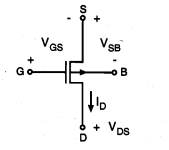 S
- +
VGS VSB
+ -
G B
ID
+ VDS
D